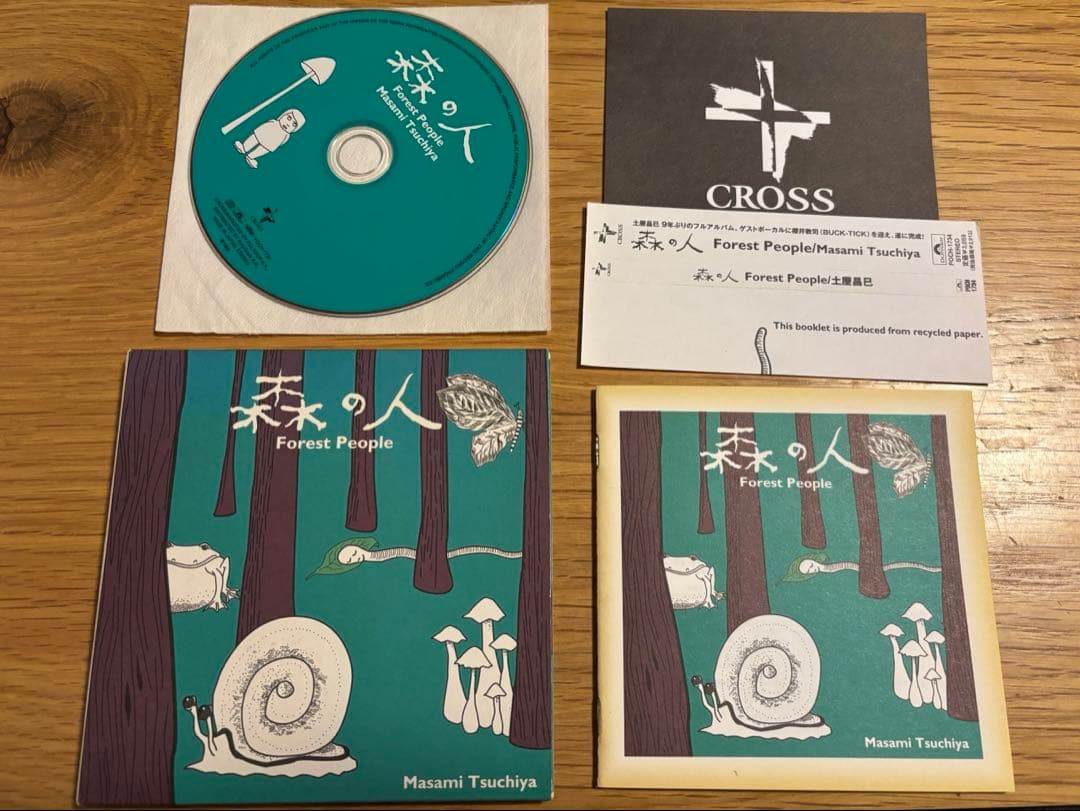 森の人
Forest People
Masami Tsuchiya
CROSS
CROSS
土屋昌巳 9年ぶりのフルアルバム。ゲストボーカルに櫻井敦司(BUCK-TICK)を迎え、遂に完成!
森の人 Forest People/Masami Tsuchiya
POCH-1734
STEREO
森の人 Forest People/土屋昌巳
This booklet is produced from recycled paper.
森の人
Forest People
Masami Tsuchiya
森の人
Forest People
Masami Tsuchiya